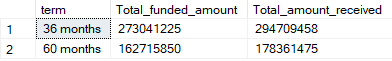 term Total_funded_amount Total_amount_received
1 36 months 273041225 294709458
2 60 months 162715850 178361475